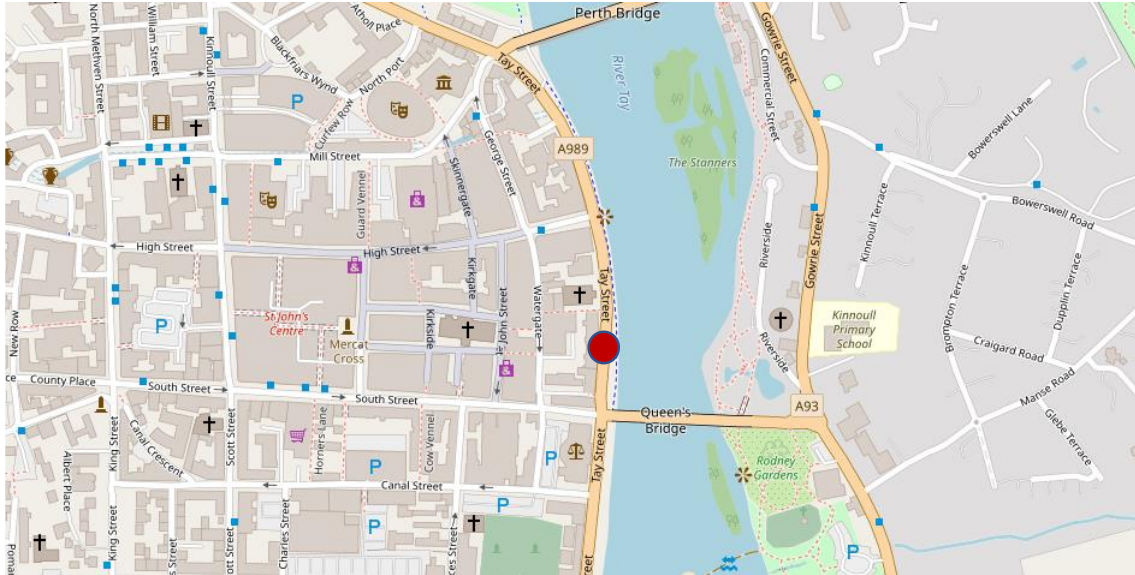 North Methven Street
William Street
Kinnoull Street
Atholl Place
Blackfriars Wynd
North Port
Tay Street
Perth Bridge
River Tay
Gowrie Street
Commercial Street
P
Curfew Row
Mill Street
George Street
Skinnergate
A989
The Stanners
Bowerswell Lane
Kinnoull Terrace
Bowerswell Road
Guard Vennel
High Street
High Street
Riverside
Gowrie Street
Dupplin Terrace
Brompton Terrace
Kirkgate
St John Street
Watergate
Tay Street
P
St John's
Centre
Mercat
Cross
Kirkside
Kinnoull
Primary
School
New Row
Riverside
Craigard Road
Manse Road
Glebe Terrace
County Place
South Street
South Street
Queen's
Bridge
A93
King Street
Canal Crescent
Albert Place
Scott Street
Horners Lane
P
Cow Vennel
P
Tay Street
Rodney
Gardens
Canal Street
P
P
King Street
Charles Street
P